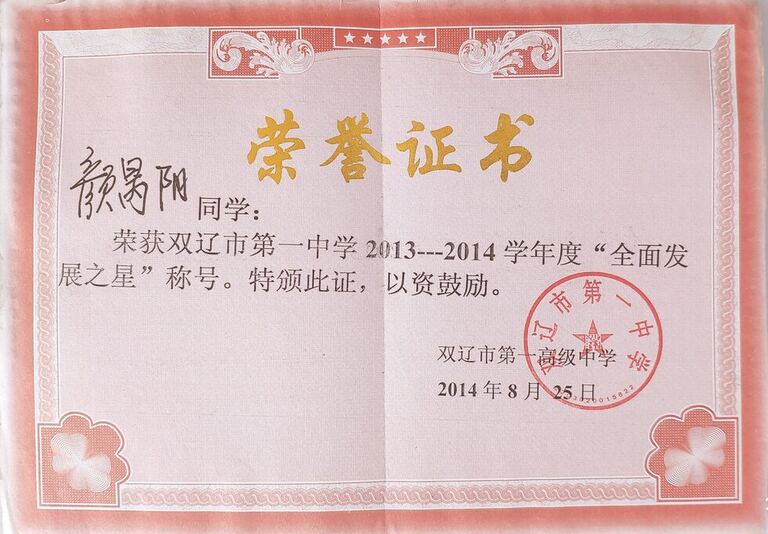 荣誉证书
颜禺阳 同学:
荣获双辽市第一中学 2013---2014 学年度“全面发
展之星”称号。特颁此证，以资鼓励。
双辽市第一中学
双辽市第一高级中学
2014 年 8 月 25 日